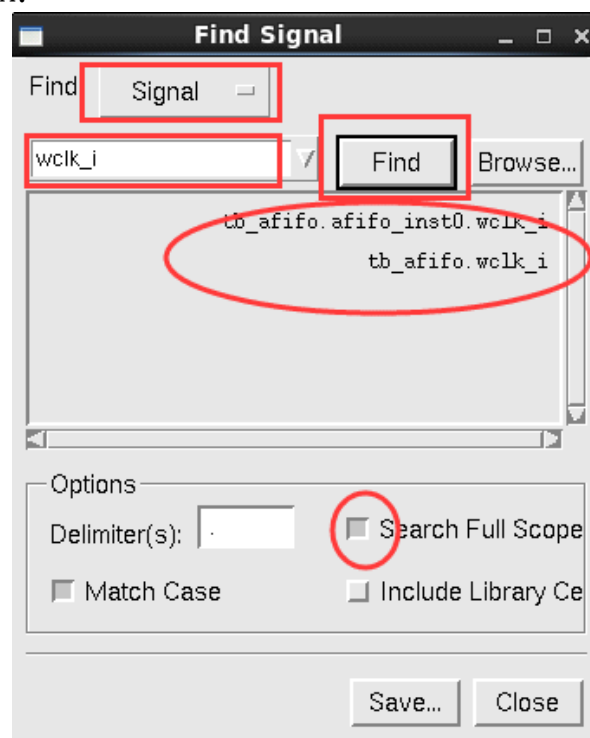 Find Signal
Find Signal
wclk_i Find Browse...
tb_afifo.afifo_inst0.wclk_i
tb_afifo.wclk_i
Options
Delimiter(s): . Search Full Scope
Match Case Include Library Ce
Save... Close